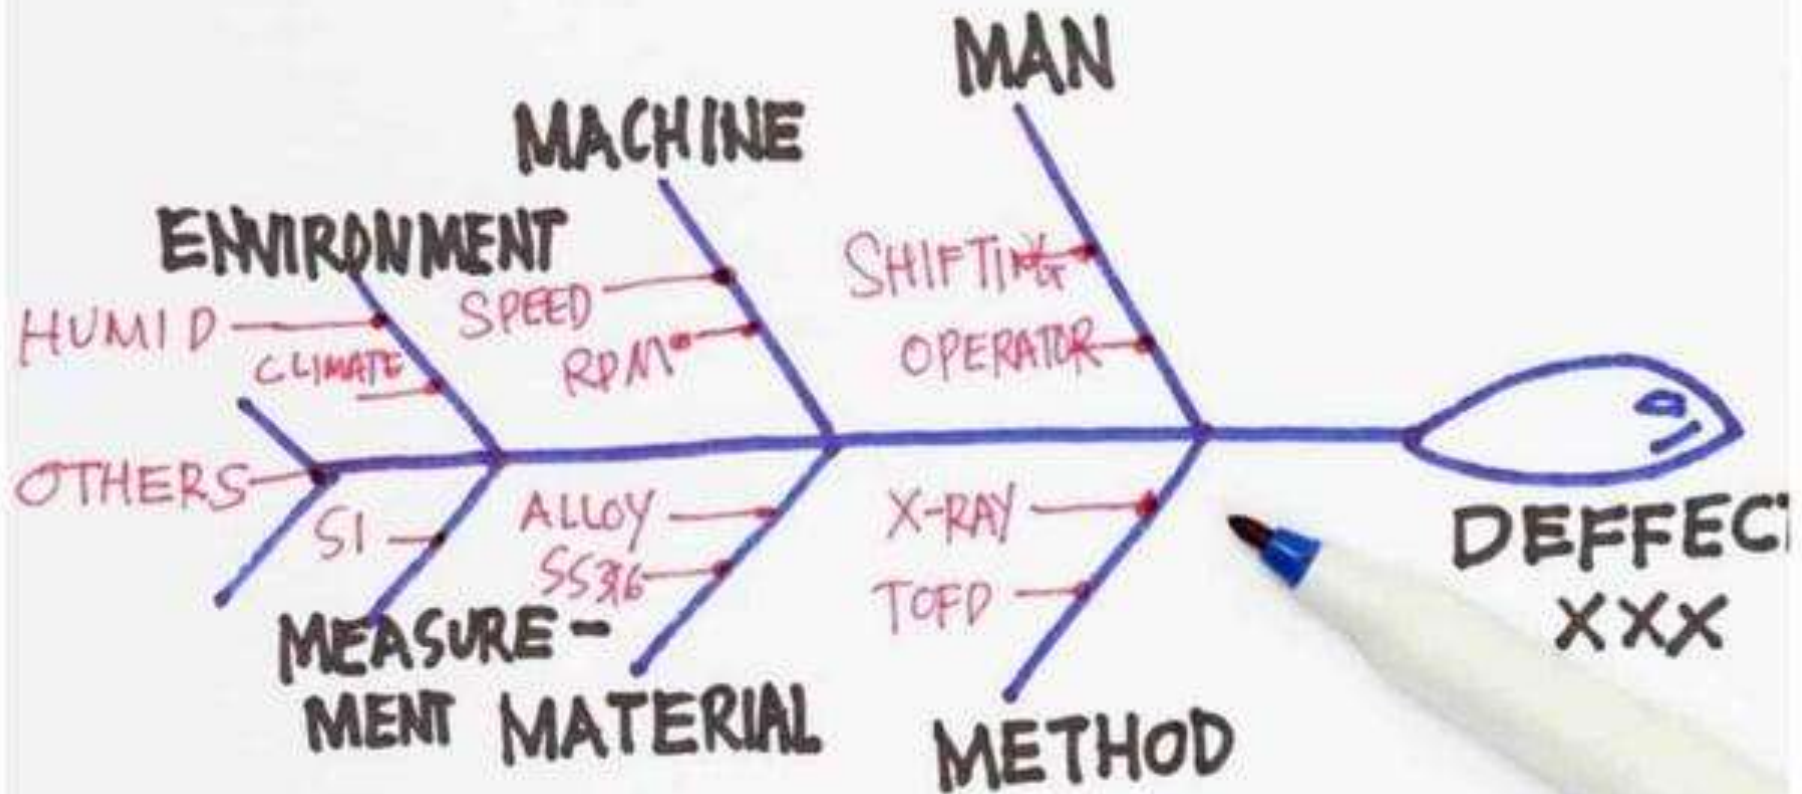 MAN
MACHINE
ENVIRONMENT
SHIFTING
SPEED
HUMID
OPERATOR
RPM
CLIMATE
OTHERS
X-RAY
ALLOY
SI
SS316
TOFD
DEFFECT
XXX
MEASURE-
MENT
MATERIAL
METHOD